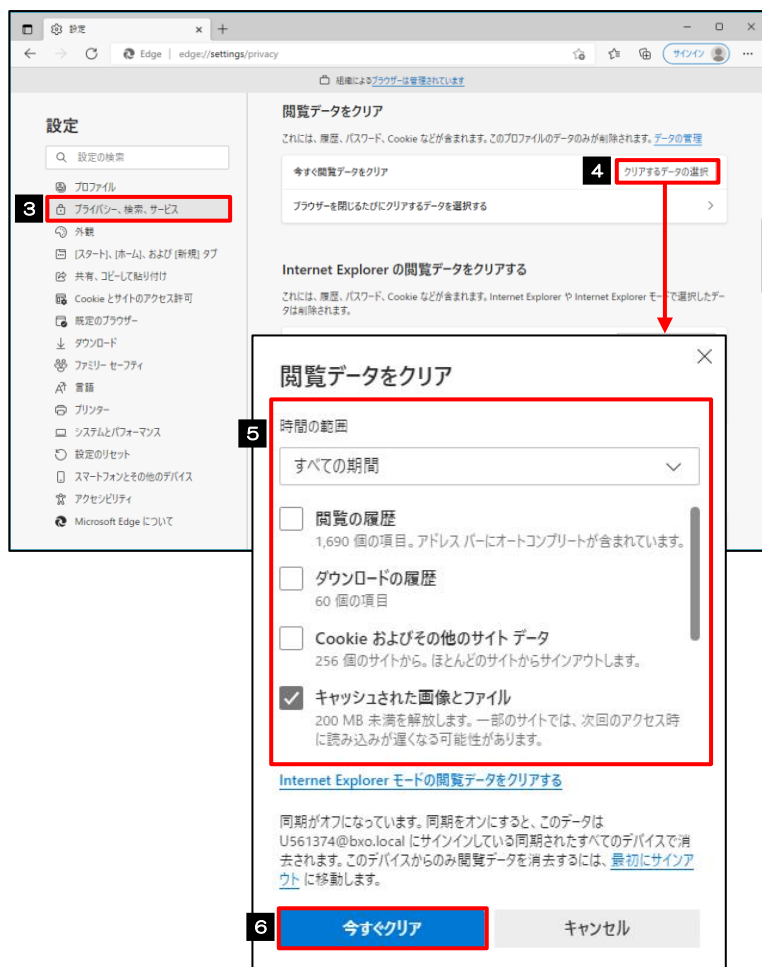 設定
Edge | edge://settings/privacy
サインイン
組織によるブラウザーは管理されています
設定
設定の検索
プロファイル
3
プライバシー、検索、サービス
外観
[スタート]、[ホーム]、および [新規] タブ
共有、コピーして貼り付け
Cookie とサイトのアクセス許可
既定のブラウザー
ダウンロード
ファミリー セーフティ
言語
プリンター
システムとパフォーマンス
設定のリセット
スマートフォンとその他のデバイス
アクセシビリティ
Microsoft Edge について
閲覧データをクリア
これには、履歴、パスワード、Cookie などが含まれます。このプロファイルのデータのみが削除されます。データの管理
今すぐ閲覧データをクリア
4
クリアするデータの選択
ブラウザーを閉じるたびにクリアするデータを選択する
Internet Explorer の閲覧データをクリアする
これには、履歴、パスワード、Cookie などが含まれます。Internet Explorer や Internet Explorer モードで選択したデー
タは削除されます。
閲覧データをクリア
5
時間の範囲
すべての期間
閲覧の履歴
1,690 個の項目。アドレス バーにオートコンプリートが含まれています。
ダウンロードの履歴
60 個の項目
Cookie およびその他のサイト データ
256 個のサイトから。ほとんどのサイトからサインアウトします。
キャッシュされた画像とファイル
200 MB 未満を解放します。一部のサイトでは、次回のアクセス時
に読み込みが遅くなる可能性があります。
Internet Explorer モードの閲覧データをクリアする
同期がオフになっています。同期をオンにすると、このデータは
U561374@bxo.local にサインインしている同期されたすべてのデバイスで消
去されます。このデバイスからのみ閲覧データを消去するには、最初にサインア
ウト に移動します。
6
今すぐクリア
キャンセル